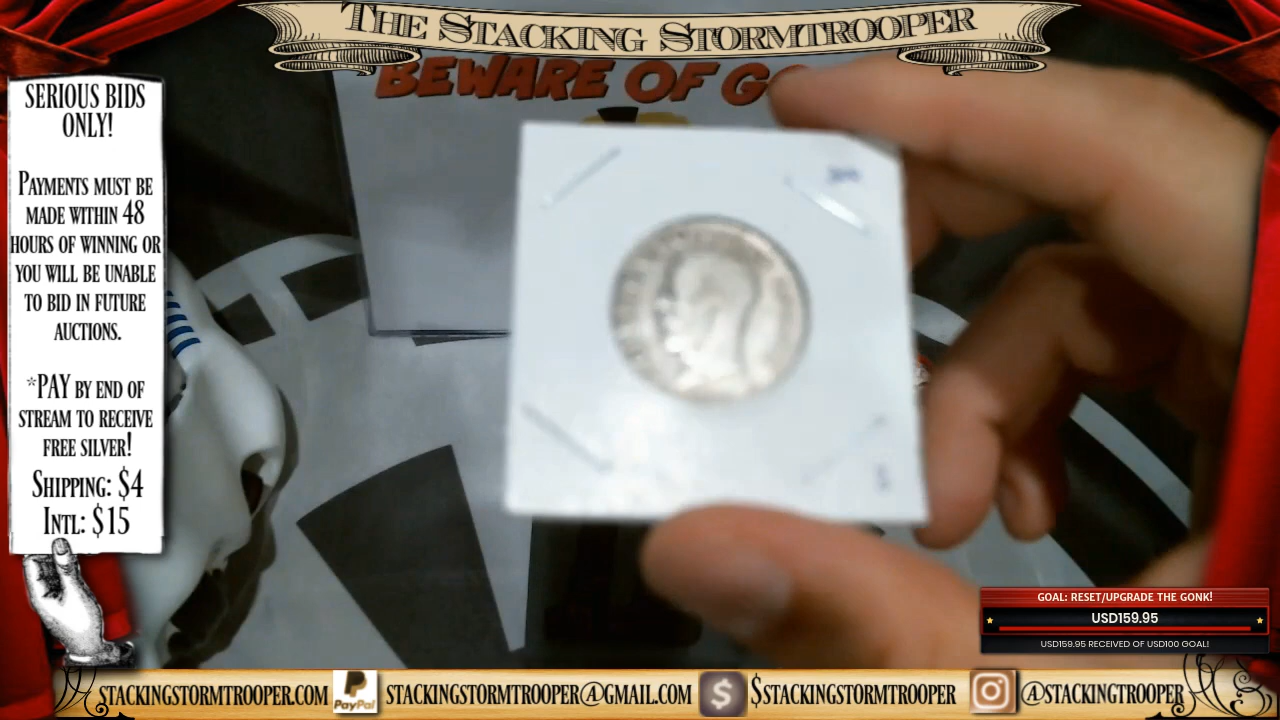 THE STACKING STORMTROOPER
BEWARE OF
SERIOUS BIDS
ONLY!
PAYMENTS MUST BE
MADE WITHIN 48
HOURS OF WINNING OR
YOU WILL BE UNABLE
TO BID IN FUTURE
AUCTIONS.
*PAY BY END OF
STREAM TO RECEIVE
FREE SILVER!
SHIPPING: $4
INTL: $15
GOAL: RESET/UPGRADE THE GONK!
USD159.95
USD159.95 RECEIVED OF USD100 GOAL!
STACKINGSTORMTROOPER.COM
PayPal
STACKINGSTORMTROOPER@GMAIL.COM
$
$STACKINGSTORMTROOPER
@STACKINGTROOPER